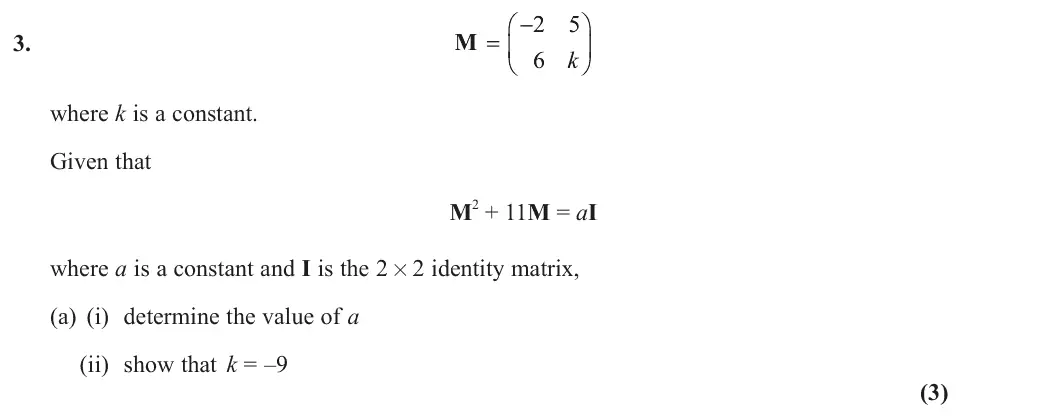 3. M = (−2 5
6 k)
where k is a constant.
Given that
M² + 11M = aI
where a is a constant and I is the 2 × 2 identity matrix,
(a) (i) determine the value of a
(ii) show that k = –9
(3)